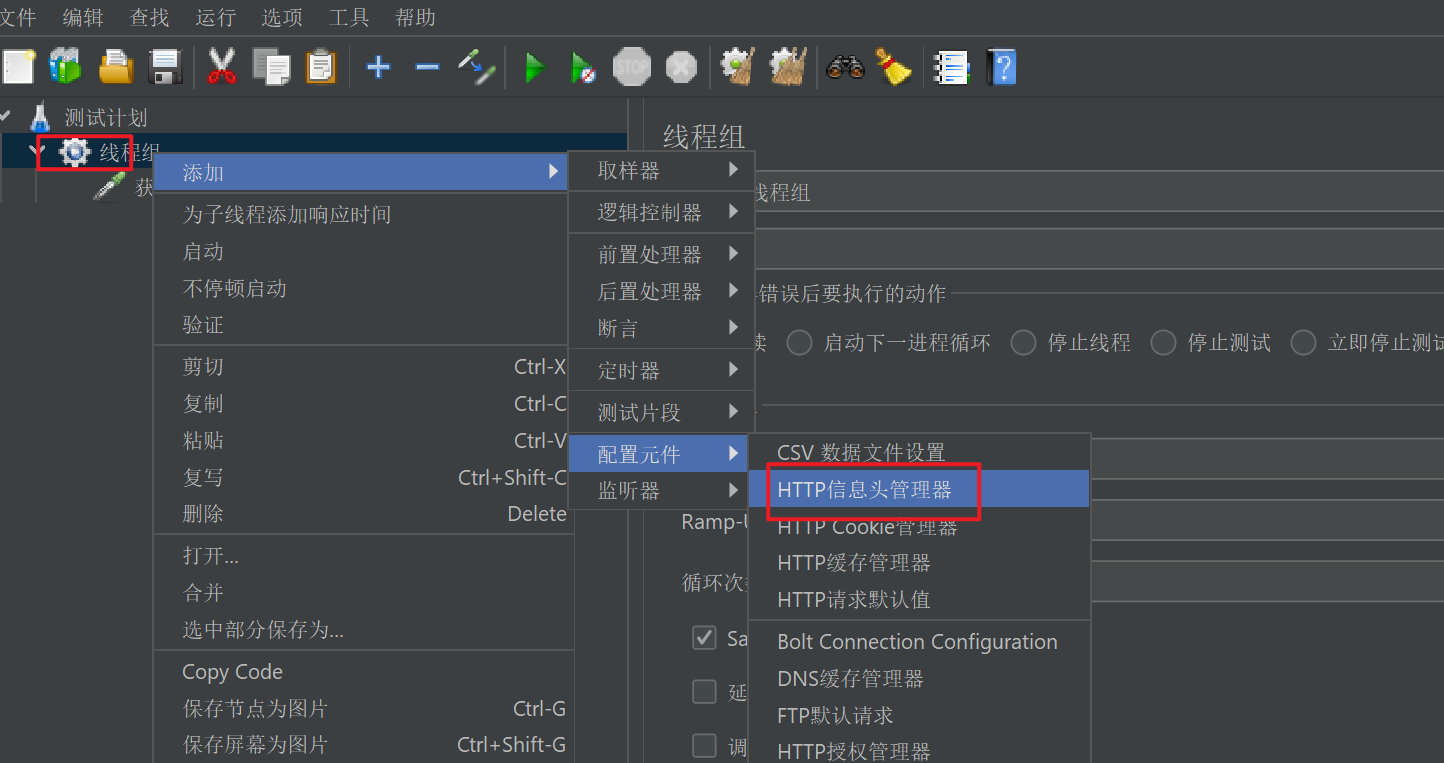 文件 编辑 查找 运行 选项 工具 帮助
STOP
测试计划
线程组
获
添加
为子线程添加响应时间
启动
不停顿启动
验证
剪切 Ctrl-X
复制 Ctrl-C
粘贴 Ctrl-V
复写 Ctrl+Shift-C
删除 Delete
打开...
合并
选中部分保存为...
Copy Code
保存节点为图片 Ctrl-G
保存屏幕为图片 Ctrl+Shift-G
取样器
逻辑控制器
前置处理器
后置处理器
断言
定时器
测试片段
配置元件
监听器
CSV 数据文件设置
HTTP信息头管理器
HTTP Cookie管理器
HTTP缓存管理器
HTTP请求默认值
Bolt Connection Configuration
DNS缓存管理器
FTP默认请求
HTTP授权管理器
线程组
线程组
错误后要执行的动作
续 启动下一进程循环 停止线程 停止测试 立即停止测试
Ramp-U
循环次数
Sa
延
调